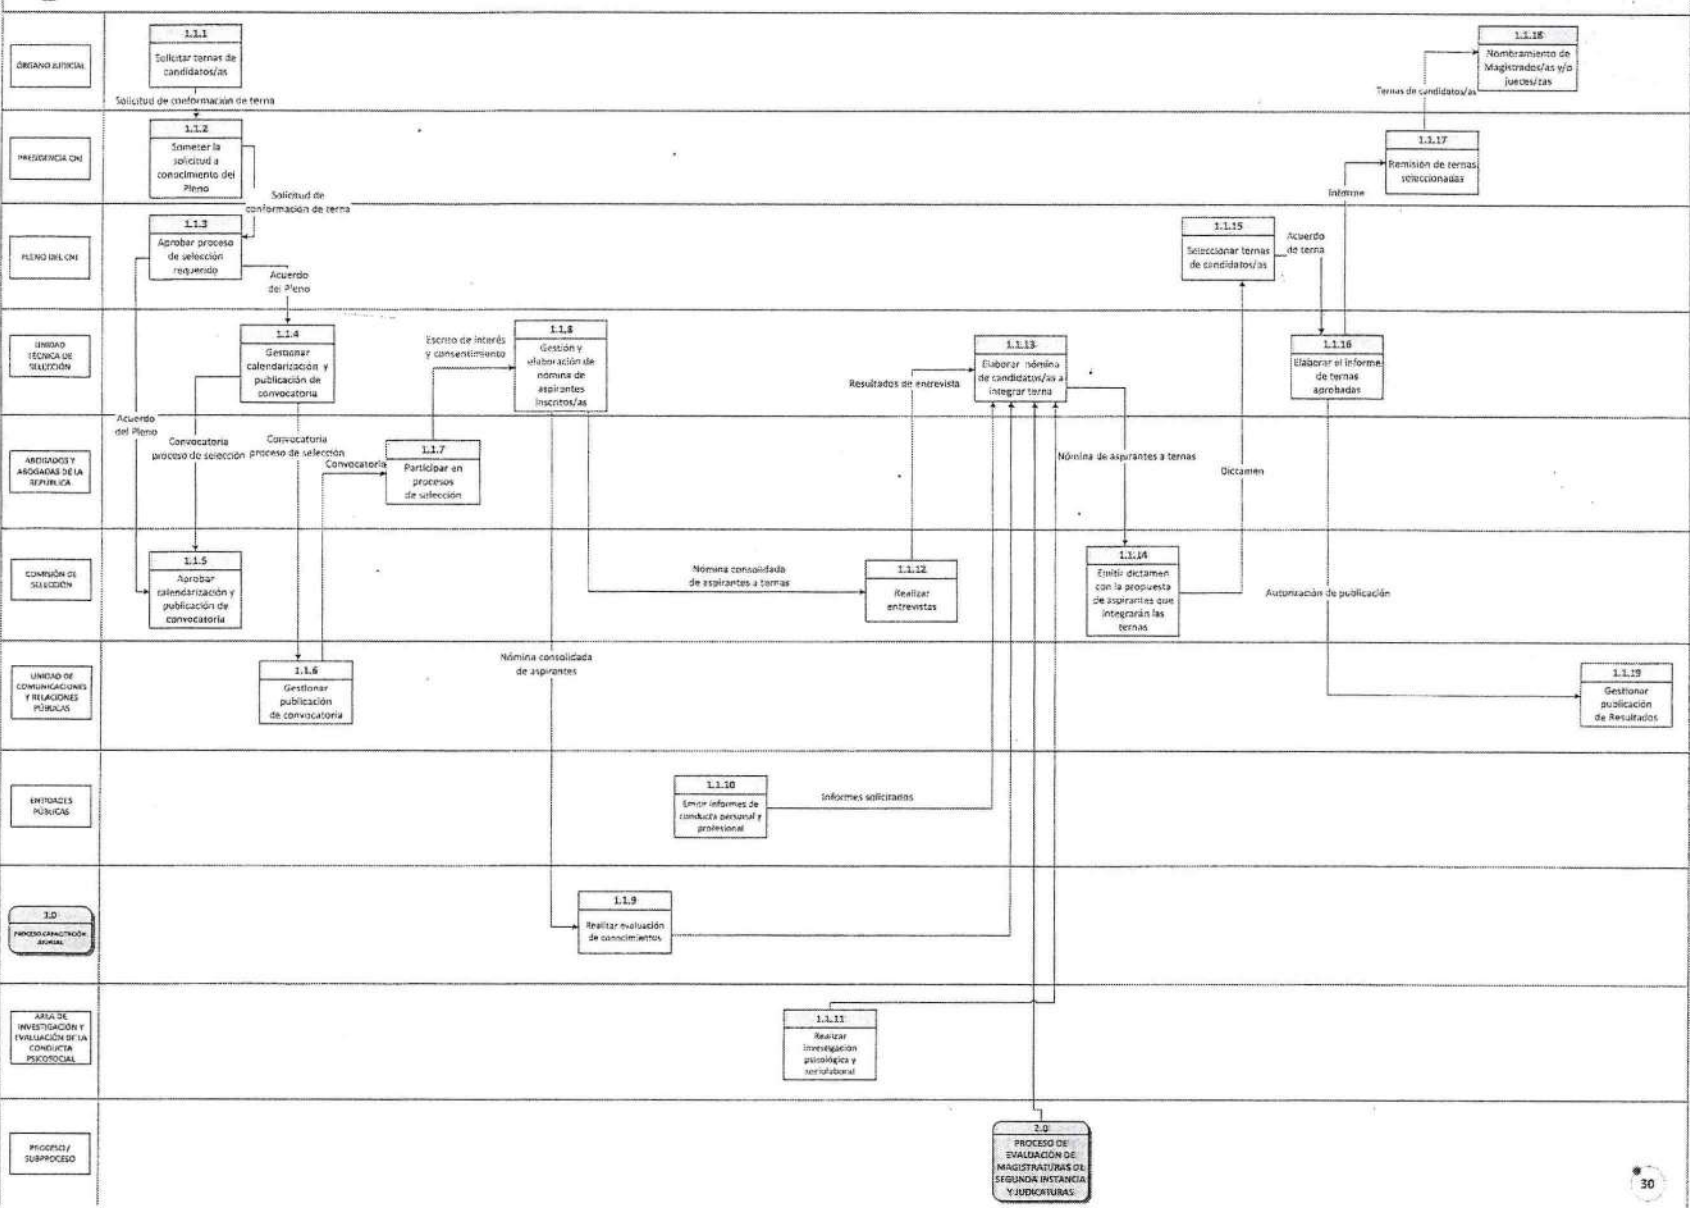 ÓRGANO JUDICIAL
1.1.1
Solicitar ternas de
candidatos/as
Solicitud de conformación de terna
1.1.18
Nombramiento de
Magistrados/as y/o
jueces/zas
Ternas de candidatos/as
PRESIDENCIA CNJ
1.1.2
Someter la
solicitud a
conocimiento del
Pleno
Solicitud de
conformación de terna
1.1.17
Remisión de ternas
seleccionadas
Informe
PLENO DEL CNJ
1.1.3
Aprobar proceso
de selección
requerido
Acuerdo
del Pleno
1.1.15
Seleccionar ternas
de candidatos/as
Acuerdo
de terna
UNIDAD
TÉCNICA DE
SELECCIÓN
1.1.4
Gestionar
calendarización y
publicación de
convocatoria
Escrito de interés
y consentimiento
1.1.8
Gestión y
elaboración de
nómina de
aspirantes
inscritos/as
Resultados de entrevista
1.1.13
Elaborar nómina
de candidatos/as a
integrar terna
1.1.16
Elaborar el informe
de ternas
aprobadas
ABOGADOS Y
ABOGADAS DE LA
REPÚBLICA
Acuerdo
del Pleno
Convocatoria
proceso de selección
Convocatoria
proceso de selección
Convocatoria
1.1.7
Participar en
procesos
de selección
Nómina de aspirantes a ternas
Dictamen
COMISIÓN DE
SELECCIÓN
1.1.5
Aprobar
calendarización y
publicación de
convocatoria
Nómina consolidada
de aspirantes a ternas
1.1.12
Realizar
entrevistas
1.1.14
Emitir dictamen
con la propuesta
de aspirantes que
integrarán las
ternas
Autorización de publicación
UNIDAD DE
COMUNICACIONES
Y RELACIONES
PÚBLICAS
1.1.6
Gestionar
publicación
de convocatoria
Nómina consolidada
de aspirantes
1.1.19
Gestionar
publicación
de Resultados
ENTIDADES
PÚBLICAS
1.1.10
Emitir informes de
conducta personal y
profesional
Informes solicitados
3.0
PROCESO CAPACITACIÓN
JUDICIAL
1.1.9
Realizar evaluación
de conocimientos
ÁREA DE
INVESTIGACIÓN Y
EVALUACIÓN DE LA
CONDUCTA
PSICOSOCIAL
1.1.11
Realizar
investigación
psicológica y
sociolaboral
PROCESO/
SUBPROCESO
2.0
PROCESO DE
EVALUACIÓN DE
MAGISTRATURAS DE
SEGUNDA INSTANCIA
Y JUDICATURAS
30